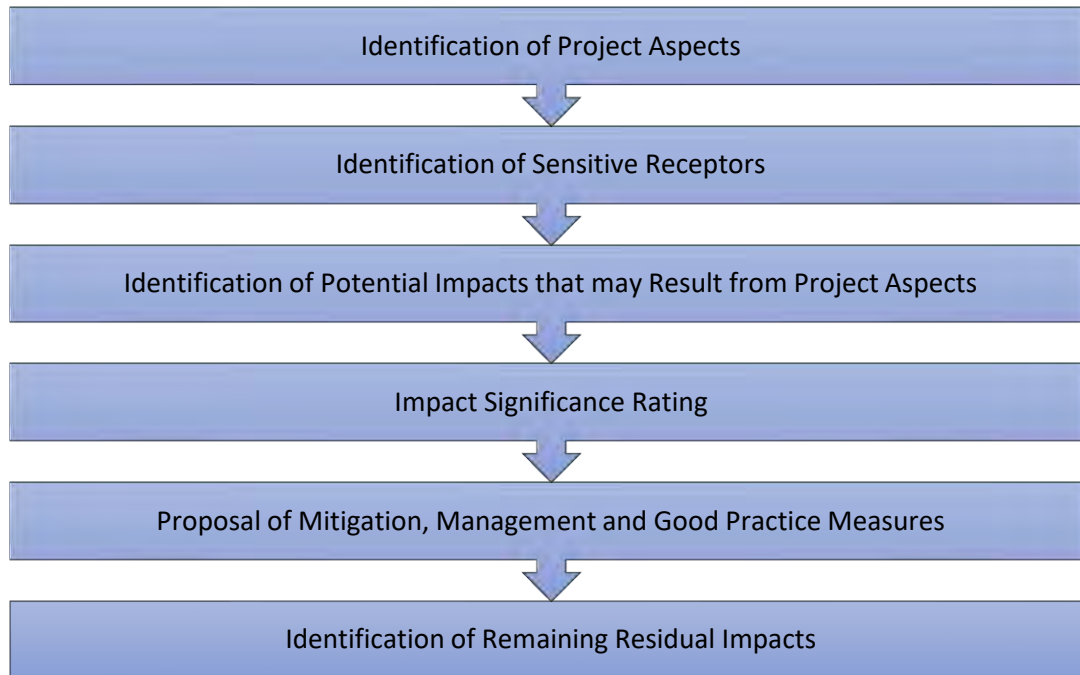 Identification of Project Aspects
Identification of Sensitive Receptors
Identification of Potential Impacts that may Result from Project Aspects
Impact Significance Rating
Proposal of Mitigation, Management and Good Practice Measures
Identification of Remaining Residual Impacts